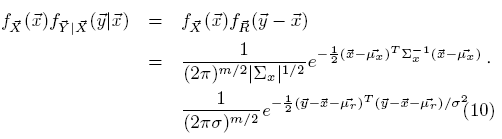 f_{\vec{X}}(\vec{x}) f_{\vec{Y}|\vec{X}}(\vec{y}|\vec{x}) = f_{\vec{X}}(\vec{x}) f_{\vec{R}}(\vec{y} - \vec{x})
= \frac{1}{(2\pi)^{m/2}|\Sigma_x|^{1/2}} e^{-\frac{1}{2}(\vec{x}-\vec{\mu_x})^T \Sigma_x^{-1}(\vec{x}-\vec{\mu_x})} \cdot
\frac{1}{(2\pi\sigma)^{m/2}} e^{-\frac{1}{2}(\vec{y}-\vec{x}-\vec{\mu_r})^T(\vec{y}-\vec{x}-\vec{\mu_r})/\sigma^2} (10)